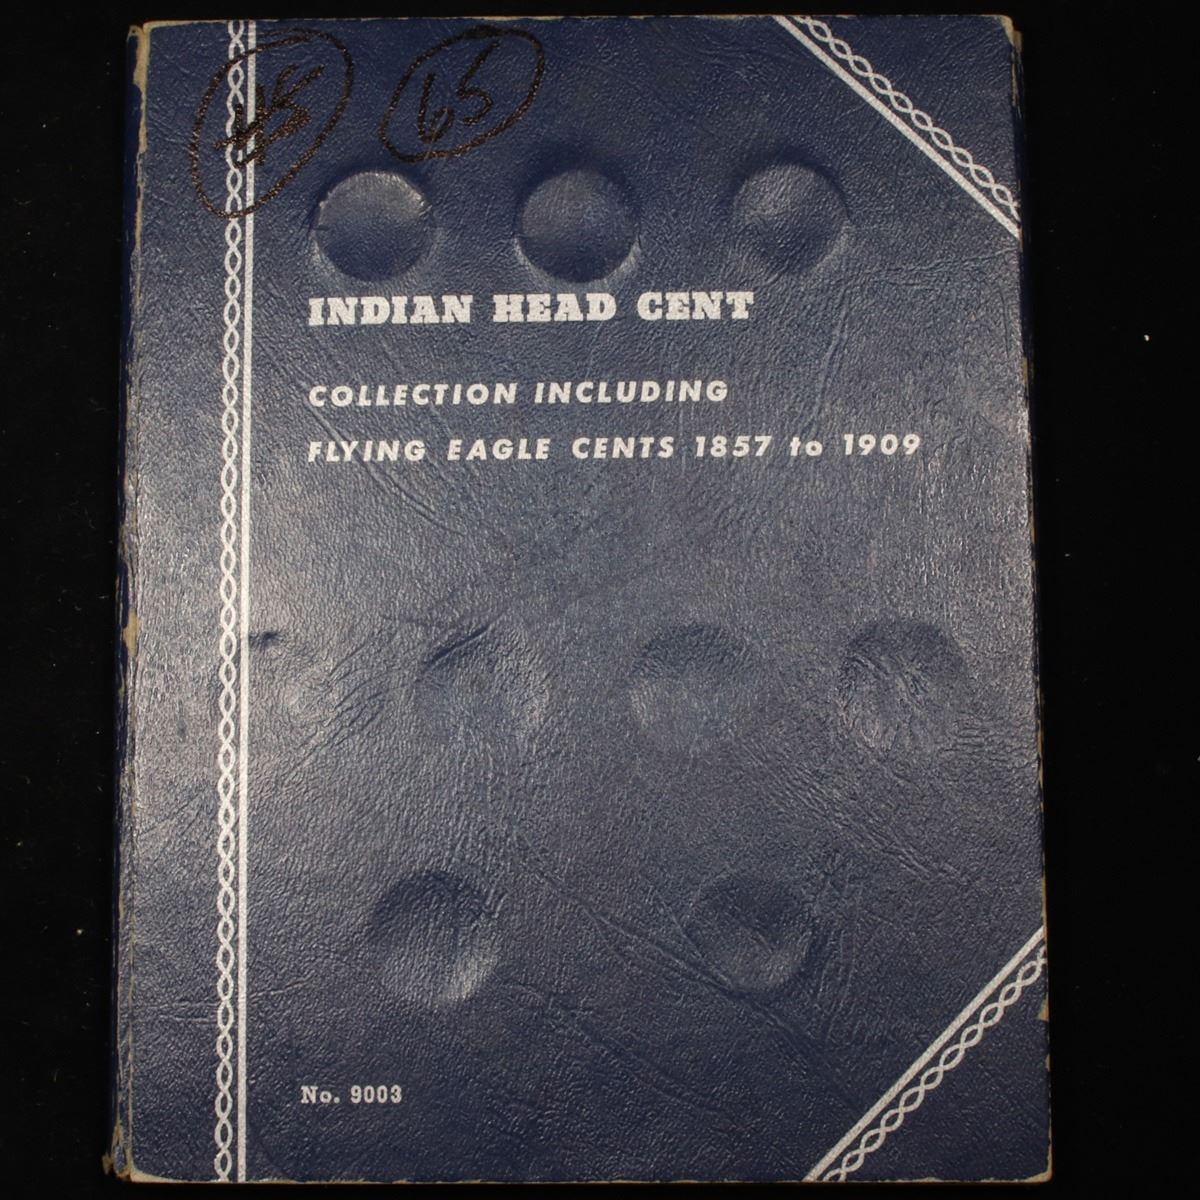 65
INDIAN HEAD CENT
COLLECTION INCLUDING
FLYING EAGLE CENTS 1857 to 1909
No. 9003